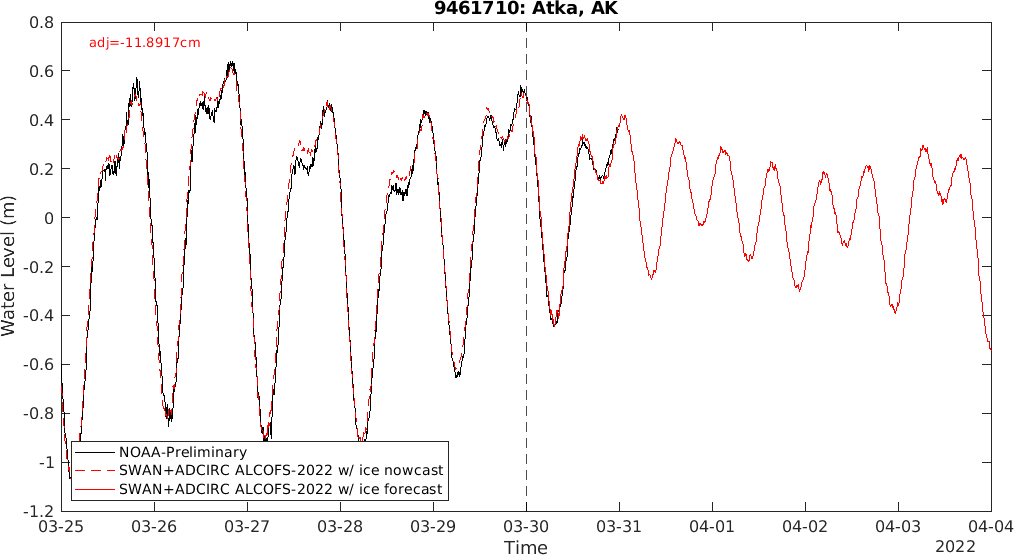 9461710: Atka, AK
adj=-11.8917cm
Water Level (m)
0.8
0.6
0.4
0.2
0
-0.2
-0.4
-0.6
-0.8
-1
-1.2
NOAA-Preliminary
SWAN+ADCIRC ALCOFS-2022 w/ ice nowcast
SWAN+ADCIRC ALCOFS-2022 w/ ice forecast
03-25 03-26 03-27 03-28 03-29 03-30 03-31 04-01 04-02 04-03 04-04
Time
2022